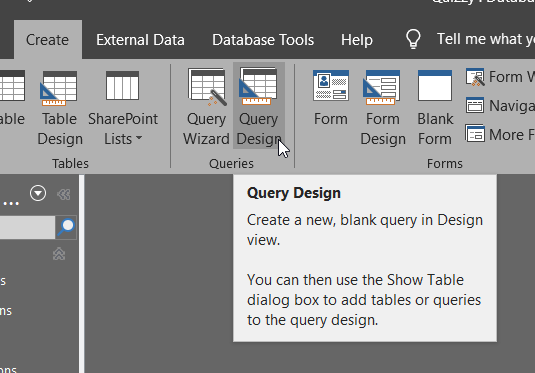 Quizzy : Databas
Create External Data Database Tools Help Tell me what yo
Table Query Query Form Form Blank Form W
Design Wizard Design Design Form Naviga
SharePoint More F
Lists
Tables Queries Forms
...
s
ns
ons
Query Design
Create a new, blank query in Design
view.
You can then use the Show Table
dialog box to add tables or queries
to the query design.